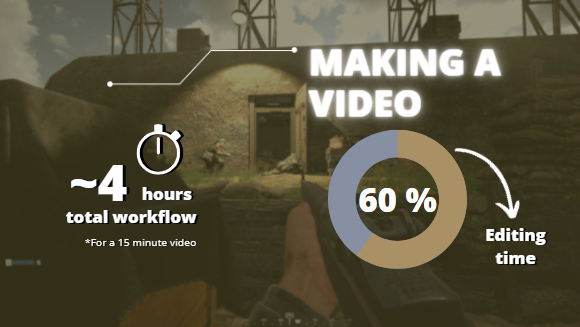 MAKING A
VIDEO
~4 hours
total workflow
*For a 15 minute video
60 %
Editing
time